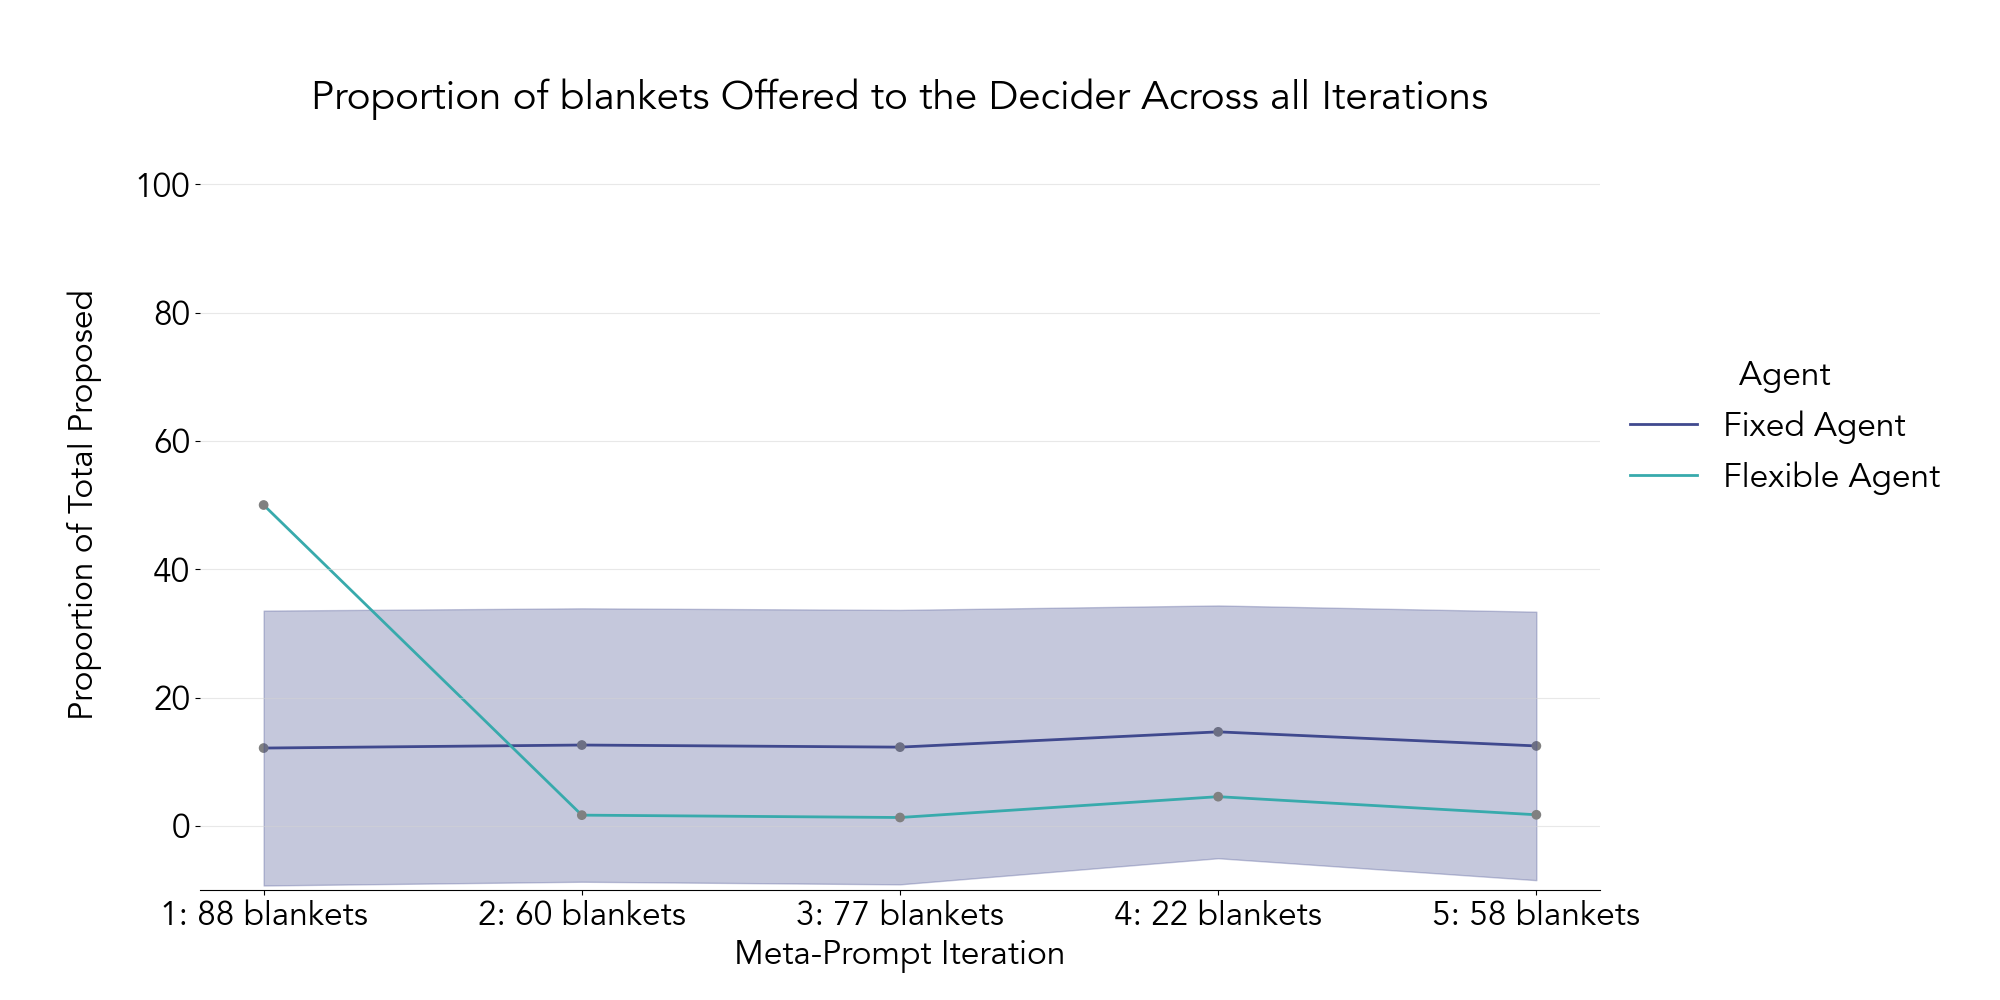 Proportion of blankets Offered to the Decider Across all Iterations
Proportion of Total Proposed
100
80
60
40
20
0
1: 88 blankets
2: 60 blankets
3: 77 blankets
4: 22 blankets
5: 58 blankets
Meta-Prompt Iteration
Agent
Fixed Agent
Flexible Agent